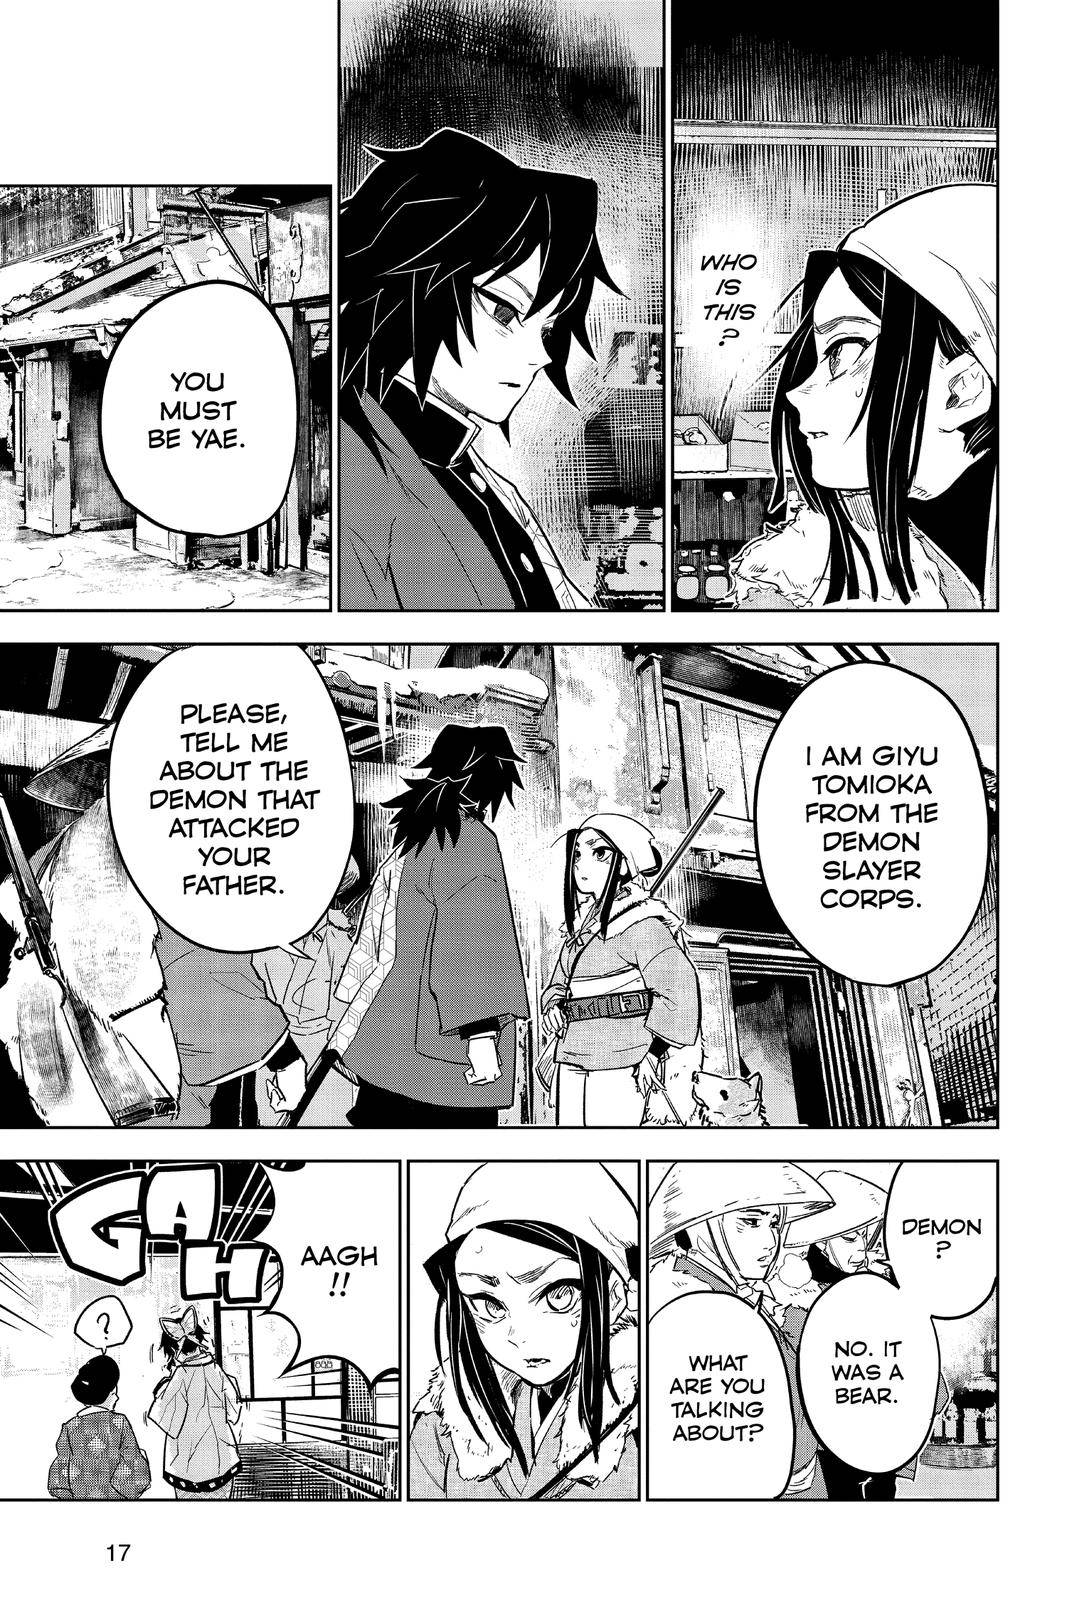 WHO
IS
THIS
?
YOU
MUST
BE YAE.
I AM GIYU
TOMIOKA
FROM THE
DEMON
SLAYER
CORPS.
PLEASE,
TELL ME
ABOUT THE
DEMON THAT
ATTACKED
YOUR
FATHER.
DEMON
?
NO. IT
WAS A
BEAR.
WHAT
ARE YOU
TALKING
ABOUT?
AAGH
!!
GAH
?
17